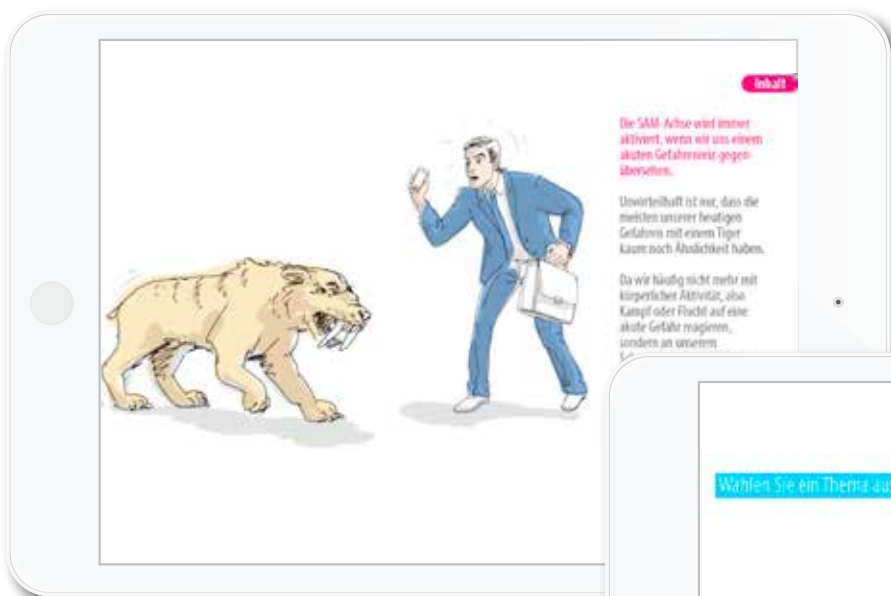 Inhalt
Die SAM-Achse wird immer
aktiviert, wenn wir uns einem
akuten Gefahrenreiz gegen-
übersehen.
Unvorteilhaft ist nur, dass die
meisten unserer heutigen
Gefahren mit einem Tiger
kaum noch Ähnlichkeit haben.
Da wir häufig nicht mehr mit
körperlicher Aktivität, also
Kampf oder Flucht auf eine
akute Gefahr reagieren,
sondern an unserem
Wählen Sie ein Thema aus